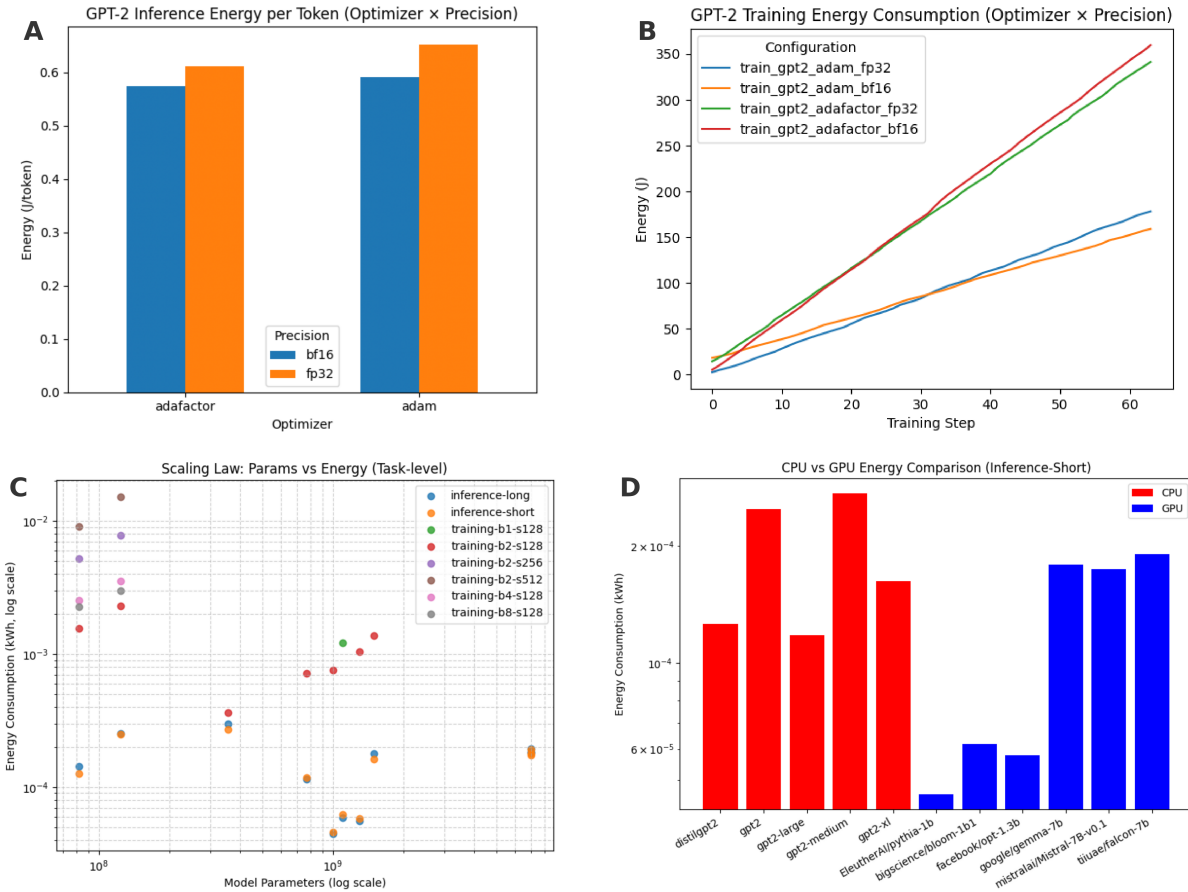 A
GPT-2 Inference Energy per Token (Optimizer × Precision)
Energy (J/token)
0.6
0.5
0.4
0.3
0.2
0.1
0.0
Precision
bf16
fp32
adafactor
adam
Optimizer
B
GPT-2 Training Energy Consumption (Optimizer × Precision)
Configuration
train_gpt2_adam_fp32
train_gpt2_adam_bf16
train_gpt2_adafactor_fp32
train_gpt2_adafactor_bf16
Energy (J)
350
300
250
200
150
100
50
0
0
10
20
30
40
50
60
Training Step
C
Scaling Law: Params vs Energy (Task-level)
inference-long
inference-short
training-b1-s128
training-b2-s128
training-b2-s256
training-b2-s512
training-b4-s128
training-b8-s128
Energy Consumption (kWh, log scale)
10⁻²
10⁻³
10⁻⁴
10⁸
10⁹
Model Parameters (log scale)
D
CPU vs GPU Energy Comparison (Inference-Short)
CPU
GPU
Energy Consumption (kWh)
2 × 10⁻⁴
10⁻⁴
6 × 10⁻⁵
distilgpt2
gpt2
gpt2-large
gpt2-medium
gpt2-xl
EleutherAI/pythia-1b
bigscience/bloom-1b1
facebook/opt-1.3b
google/gemma-7b
mistralai/Mistral-7B-v0.1
tiiuae/falcon-7b